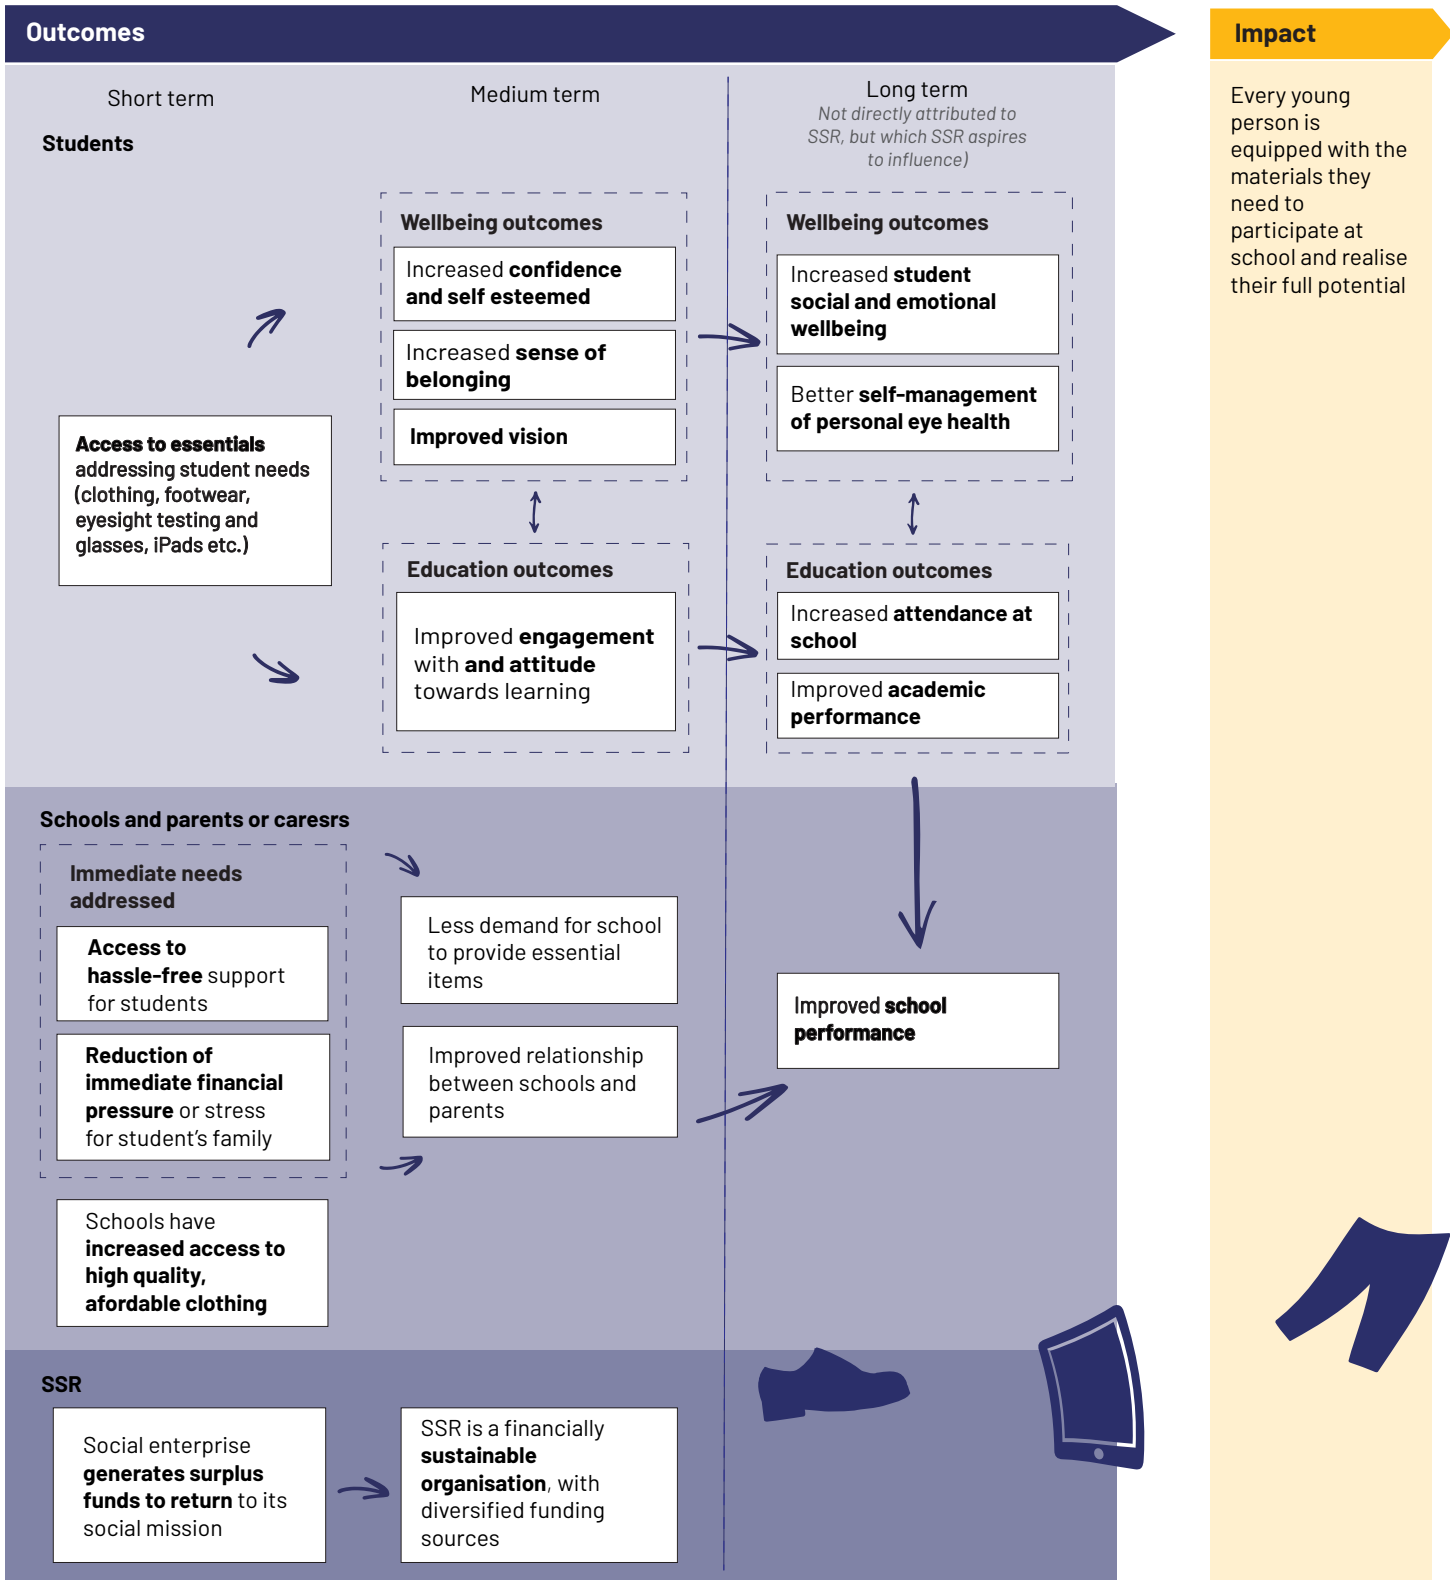 Outcomes
Impact
Short term
Medium term
Long term
Not directly attributed to
SSR, but which SSR aspires
to influence)
Every young
person is
equipped with the
materials they
need to
participate at
school and realise
their full potential
Students
Access to essentials
addressing student needs
(clothing, footwear,
eyesight testing and
glasses, iPads etc.)
Wellbeing outcomes
Increased confidence
and self esteemed
Increased sense of
belonging
Improved vision
Education outcomes
Improved engagement
with and attitude
towards learning
Wellbeing outcomes
Increased student
social and emotional
wellbeing
Better self-management
of personal eye health
Education outcomes
Increased attendance at
school
Improved academic
performance
Schools and parents or caresrs
Immediate needs
addressed
Access to
hassle-free support
for students
Reduction of
immediate financial
pressure or stress
for student's family
Schools have
increased access to
high quality,
afordable clothing
Less demand for school
to provide essential
items
Improved relationship
between schools and
parents
Improved school
performance
SSR
Social enterprise
generates surplus
funds to return to its
social mission
SSR is a financially
sustainable
organisation, with
diversified funding
sources